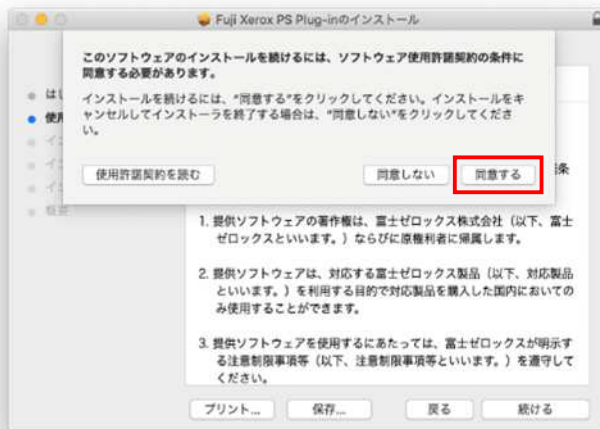 Fuji Xerox PS Plug-inのインストール
このソフトウェアのインストールを続けるには、ソフトウェア使用許諾契約の条件に
同意する必要があります。
インストールを続けるには、“同意する”をクリックしてください。インストールをキ
ャンセルしてインストーラを終了する場合は、“同意しない”をクリックしてくださ
い。
使用許諾契約を読む
同意しない
同意する
条
1. 提供ソフトウェアの著作権は、富士ゼロックス株式会社（以下、富士
ゼロックスといいます。）ならびに原権利者に帰属します。
2. 提供ソフトウェアは、対応する富士ゼロックス製品（以下、対応製品
といいます。）を利用する目的で対応製品を購入した国内においての
み使用することができます。
3. 提供ソフトウェアを使用するにあたっては、富士ゼロックスが明示す
る注意制限事項等（以下、注意制限事項等といいます。）を遵守して
ください。
プリント...
保存...
戻る
続ける